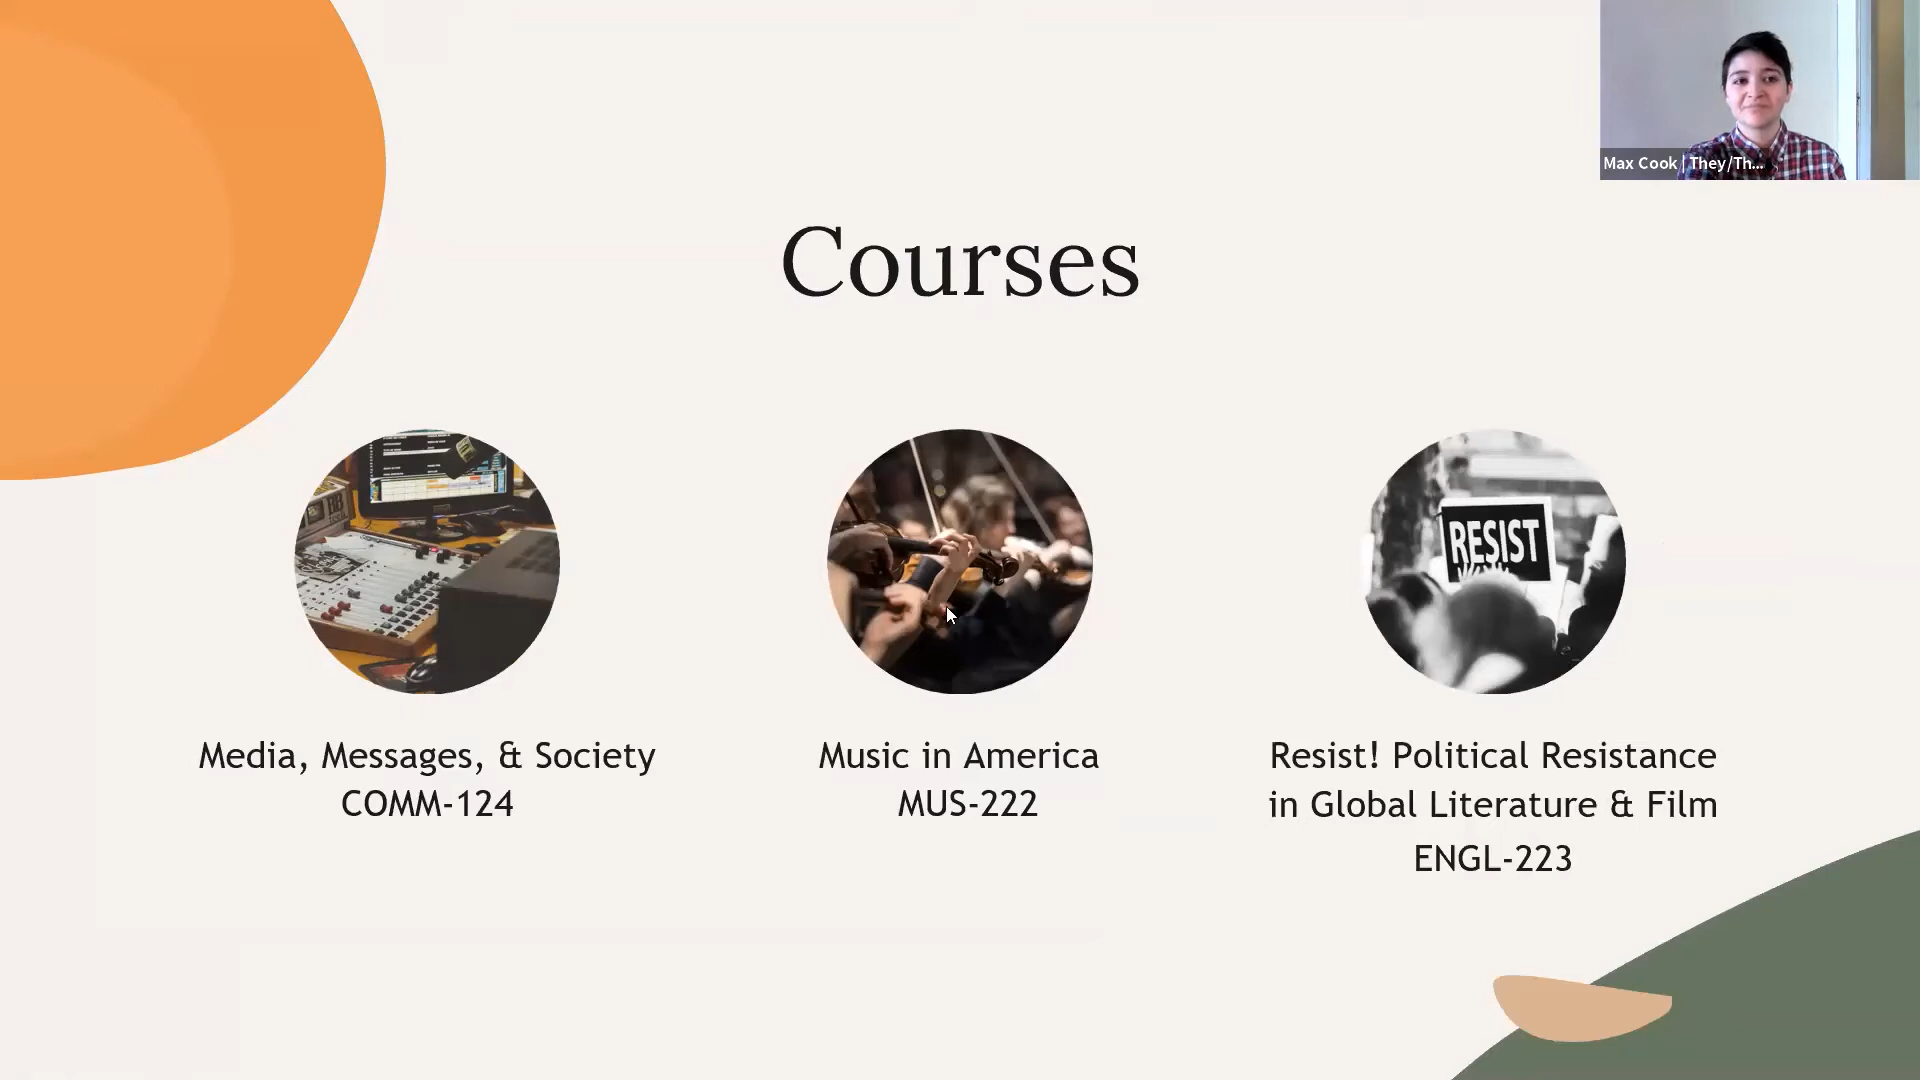 Max Cook | They/Th...
Courses
RESIST
Media, Messages, & Society
COMM-124
Music in America
MUS-222
Resist! Political Resistance
in Global Literature & Film
ENGL-223